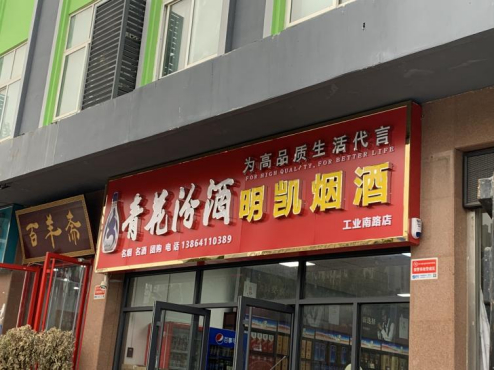 为高品质生活代言
FOR HIGH QUALITY, FOR BETTER LIFE
青花汾酒
明凯烟酒
名烟 名酒 团购 电话 13864110389
工业南路店
百丰斋
pepsi